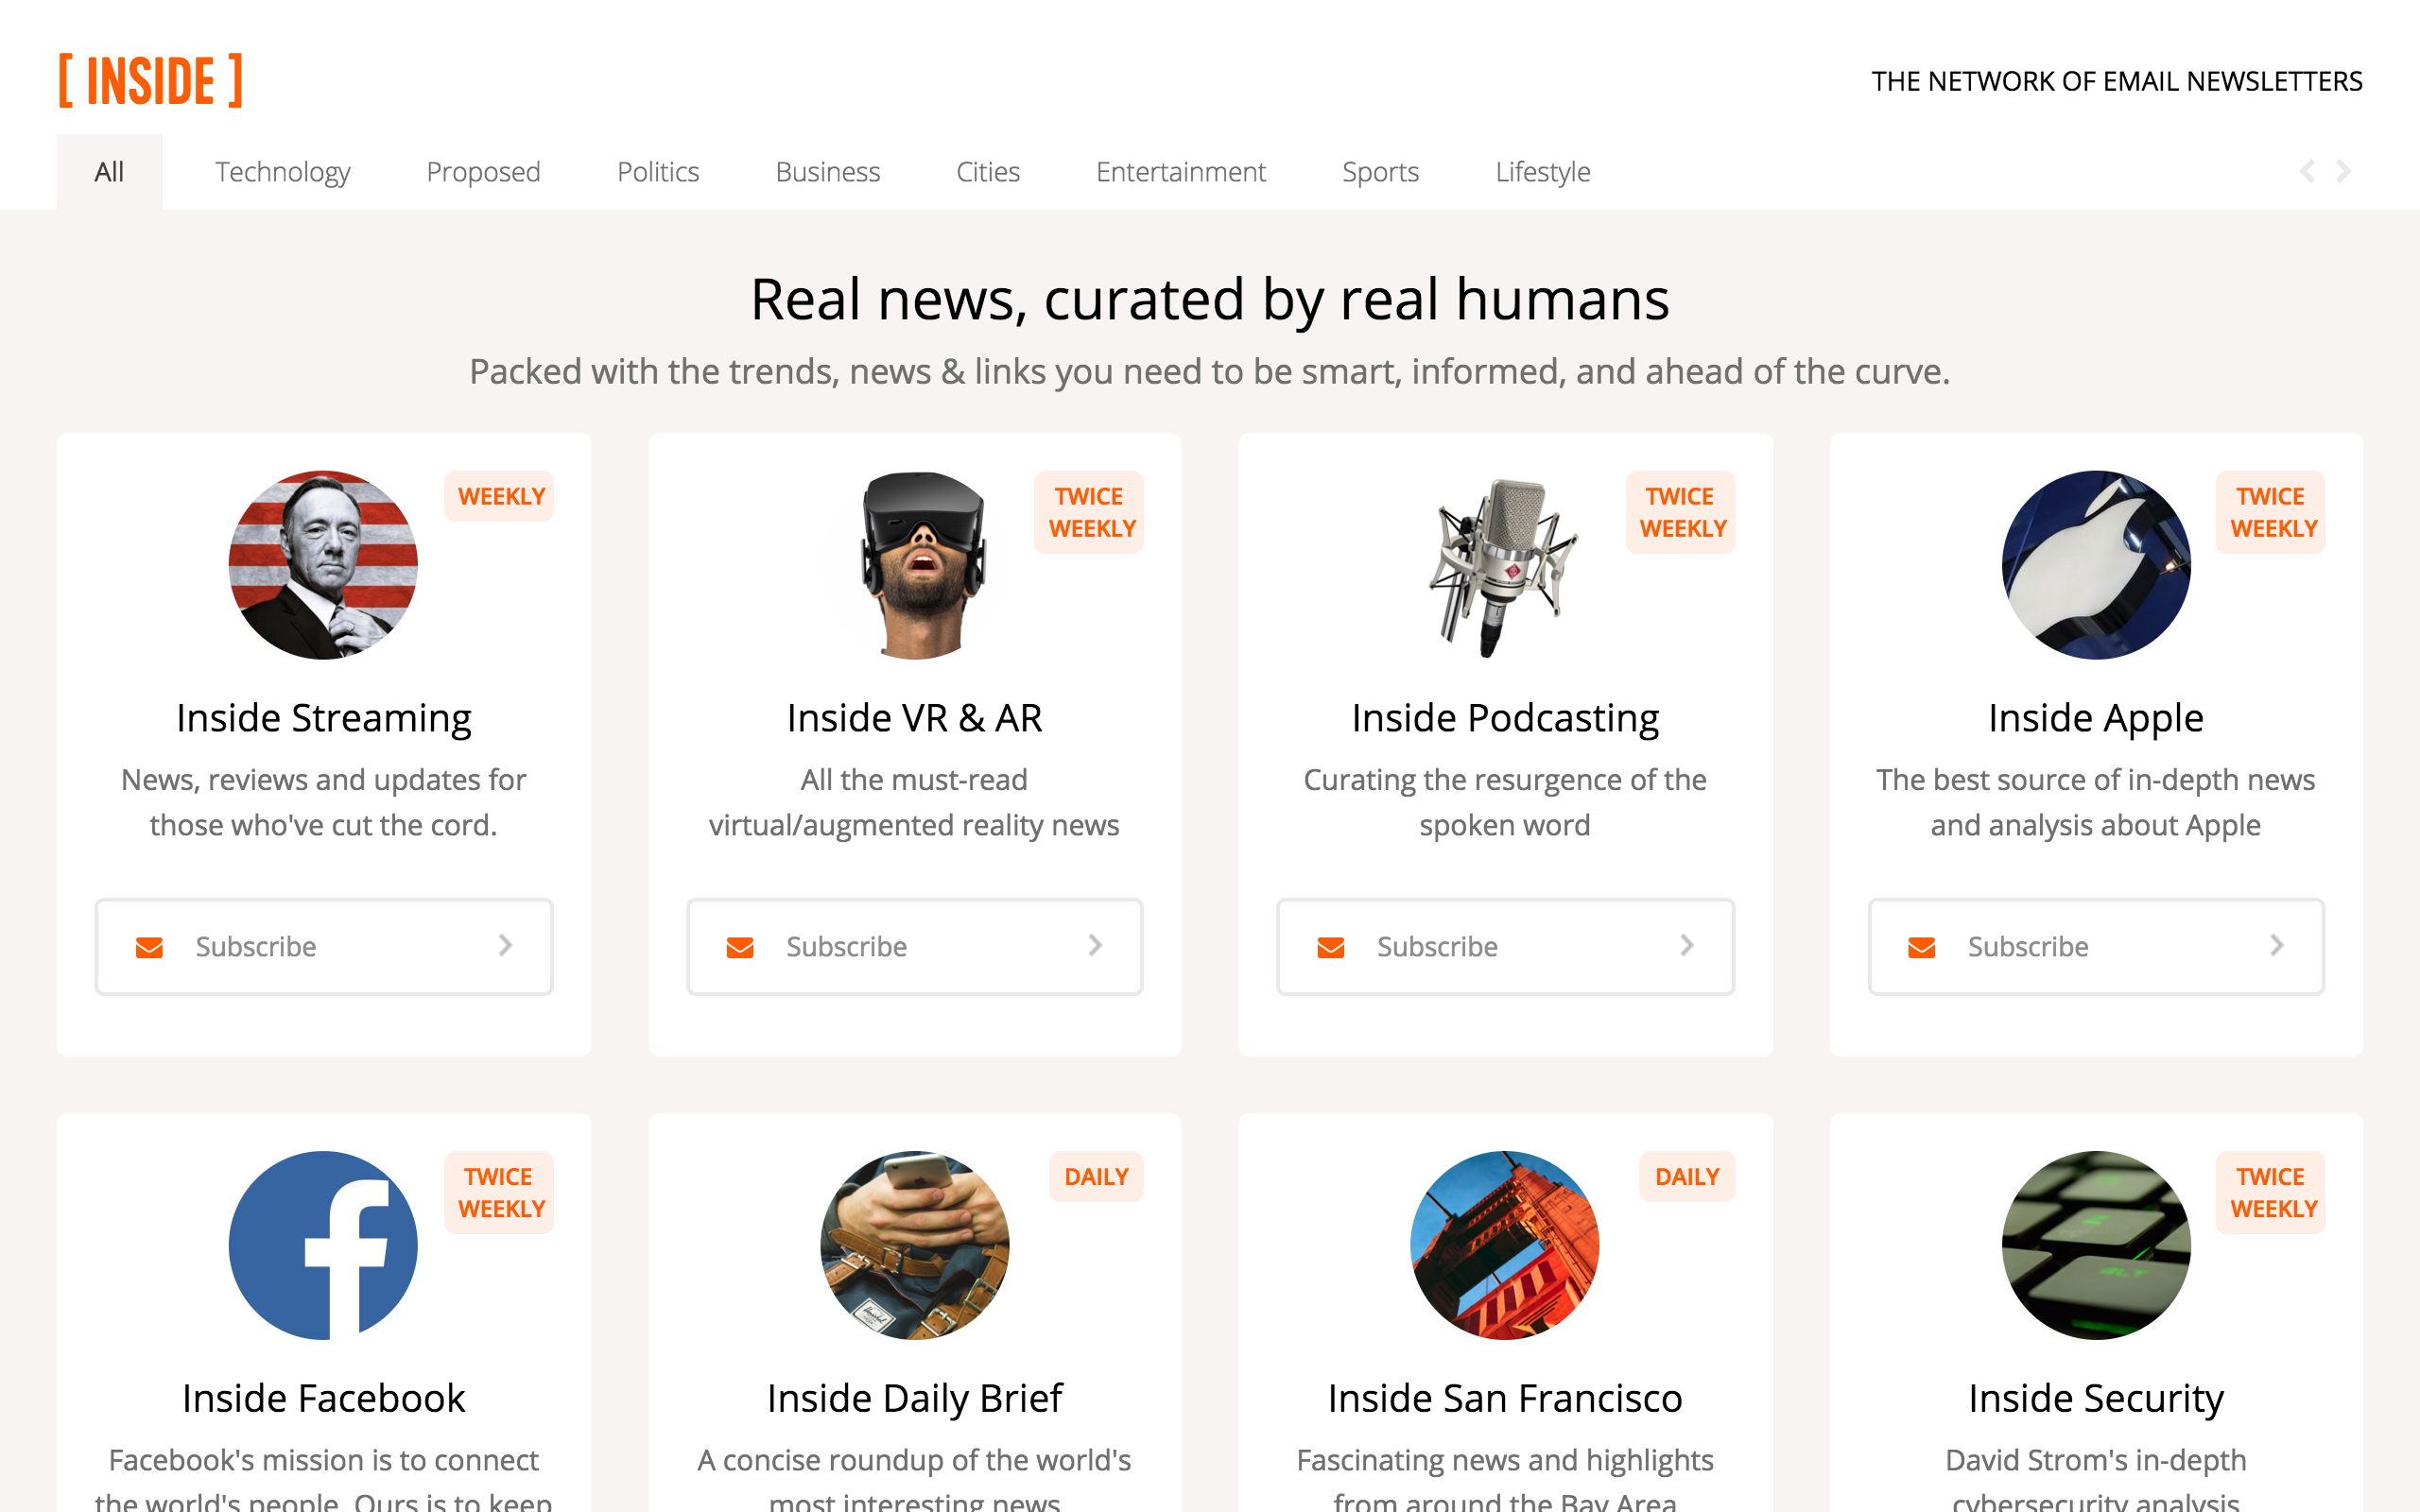 [ INSIDE ]
THE NETWORK OF EMAIL NEWSLETTERS
All
Technology
Proposed
Politics
Business
Cities
Entertainment
Sports
Lifestyle
Real news, curated by real humans
Packed with the trends, news & links you need to be smart, informed, and ahead of the curve.
WEEKLY
Inside Streaming
News, reviews and updates for
those who've cut the cord.
Subscribe
TWICE
WEEKLY
Inside VR & AR
All the must-read
virtual/augmented reality news
Subscribe
TWICE
WEEKLY
Inside Podcasting
Curating the resurgence of the
spoken word
Subscribe
TWICE
WEEKLY
Inside Apple
The best source of in-depth news
and analysis about Apple
Subscribe
TWICE
WEEKLY
Inside Facebook
Facebook's mission is to connect
the world's people. Ours is to keep
DAILY
Inside Daily Brief
A concise roundup of the world's
most interesting news
DAILY
Inside San Francisco
Fascinating news and highlights
from around the Bay Area
TWICE
WEEKLY
ALT
Inside Security
David Strom's in-depth
cybersecurity analysis